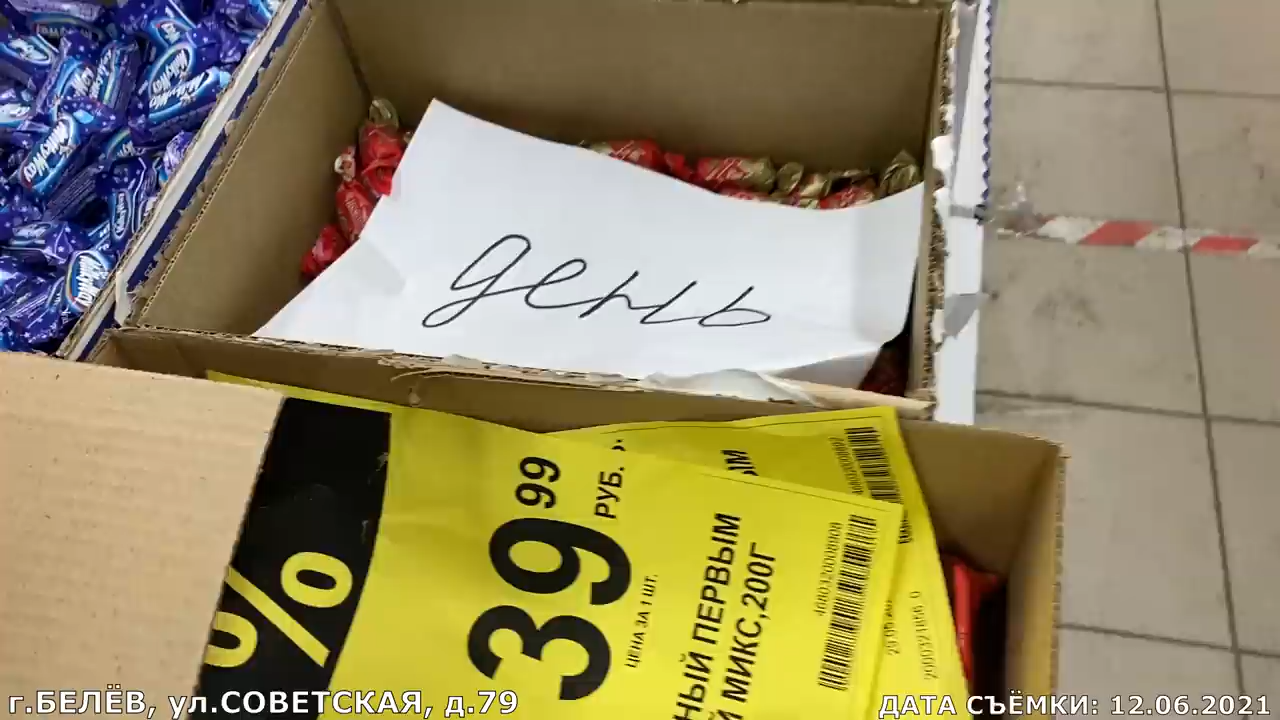 Milky Way
день
%
39 99
РУБ.
ЦЕНА ЗА 1 ШТ.
НЫЙ ПЕРВЫМ
Й МИКС,200Г
ЫМ
г.БЕЛЁВ, ул.СОВЕТСКАЯ, д.79
ДАТА СЪЁМКИ: 12.06.2021